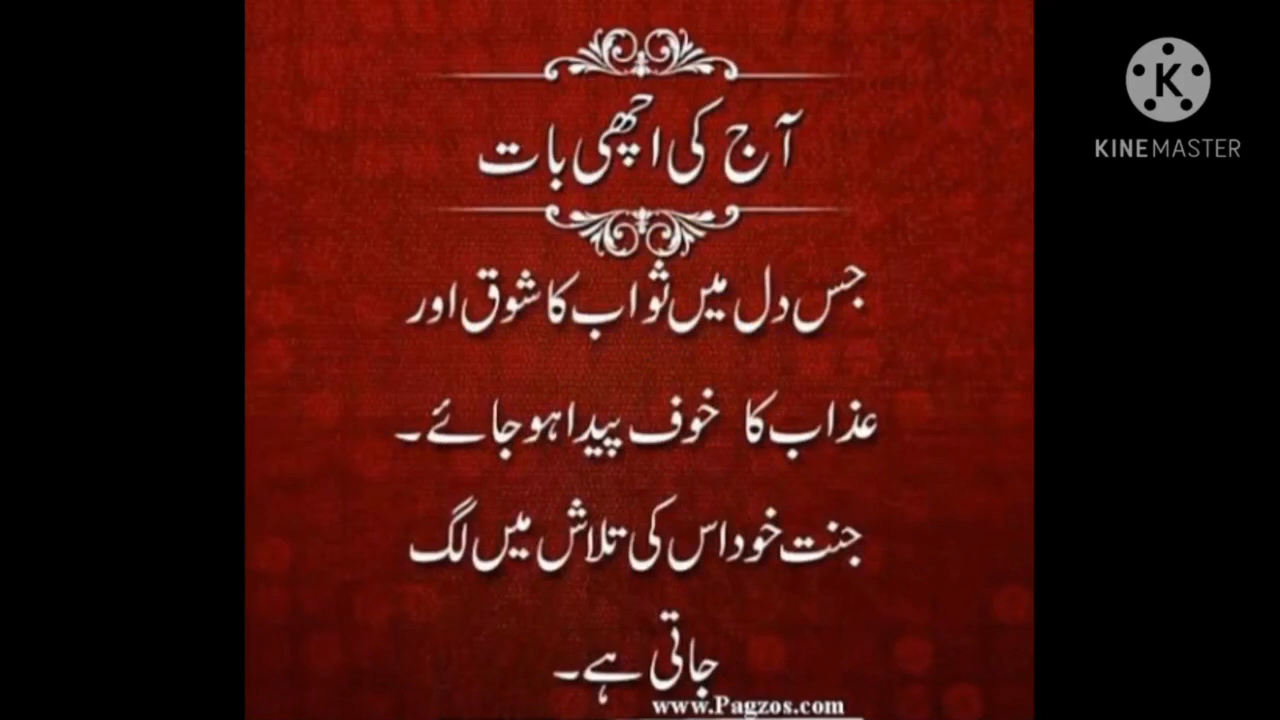 آج کی اچھی بات
جس دل میں ثواب کا شوق اور
عذاب کا خوف پیدا ہو جائے۔
جنت خود اس کی تلاش میں لگ
جاتی ہے۔
www.Pagzos.com
K
KINEMASTER